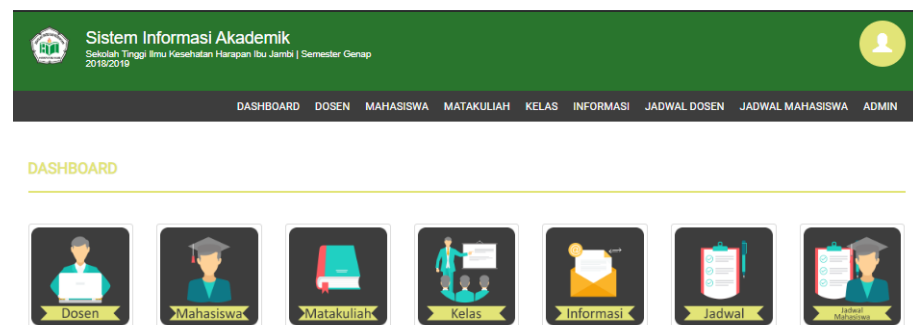 Sistem Informasi Akademik
Sekolah Tinggi Ilmu Kesehatan Harapan Ibu Jambi | Semester Genap
2018/2019
DASHBOARD DOSEN MAHASISWA MATAKULIAH KELAS INFORMASI JADWAL DOSEN JADWAL MAHASISWA ADMIN
DASHBOARD
Dosen Mahasiswa Matakuliah Kelas Informasi Jadwal Jadwal
Mahasiswa